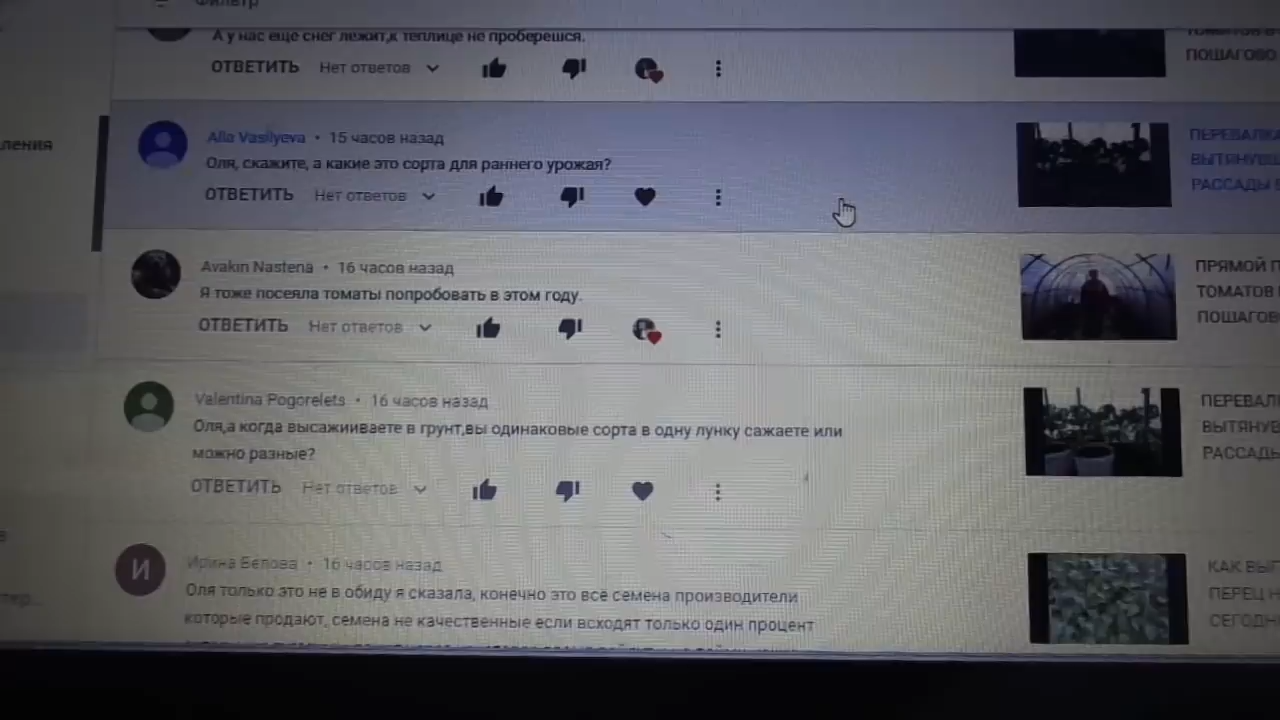 Фильтр
А у нас еще снег лежит,к теплице не проберешся.
ОТВЕТИТЬ Нет ответов
ПОШАГОВО
ления
Alla Vasilyeva • 15 часов назад
Оля, скажите, а какие это сорта для раннего урожая?
ОТВЕТИТЬ Нет ответов
ПЕРЕВАЛКА
РАССАДЫ
Avakin Nastena • 16 часов назад
Я тоже посеяла томаты попробовать в этом году.
ОТВЕТИТЬ Нет ответов
ПРЯМОЙ П
ТОМАТОВ
ПОШАГОВ
Valentina Pogorelets • 16 часов назад
Оля,а когда высажииваете в грунт,вы одинаковые сорта в одну лунку сажаете или
можно разные?
ОТВЕТИТЬ Нет ответов
ПЕРЕВАЛ
ВЫТЯНУВ
РАССАДЫ
И
Ирина Белова • 16 часов назад
Оля только это не в обиду я сказала, конечно это всё семена производители
которые продают, семена не качественные если всходят только один процент
КАК ВЫ
ПЕРЕЦ Н
СЕГОДН